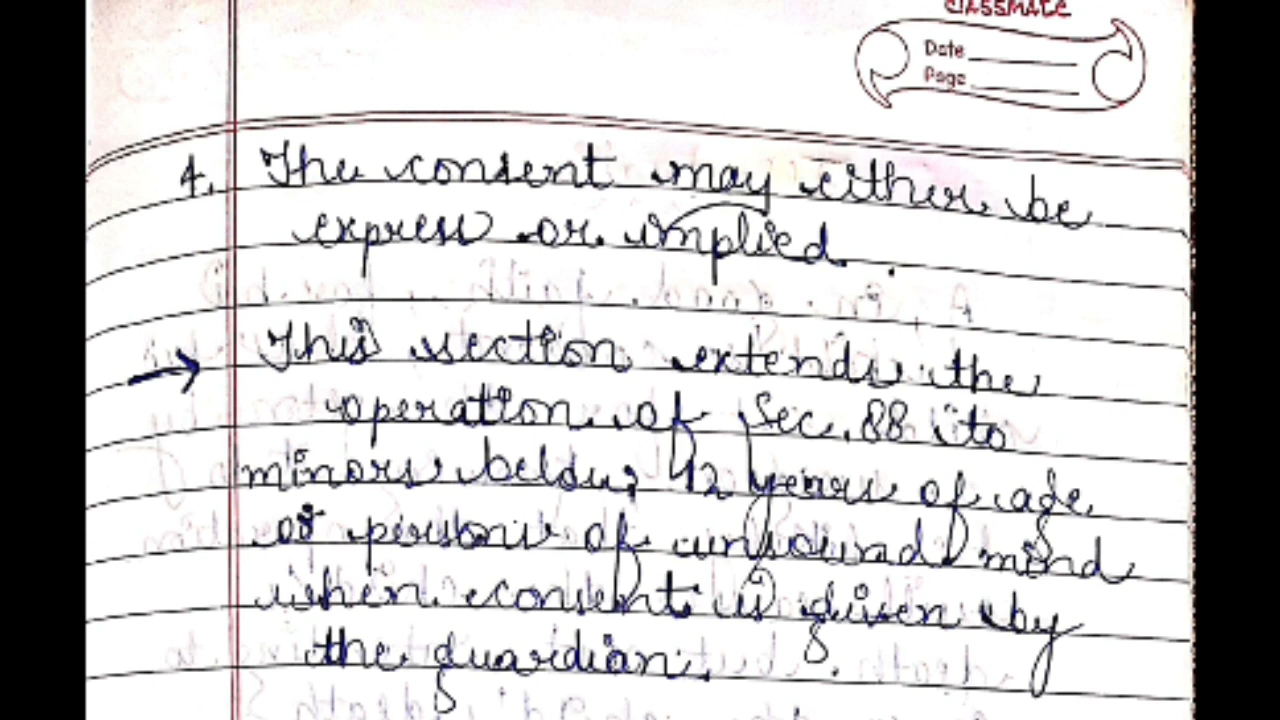 classmate
Date
Page
4. The consent may either be
express or implied.
→ This section extends the
operation of Sec. 88 to
minors below 12 years of age
or persons of unsound mind
when consent is given by
the guardian.